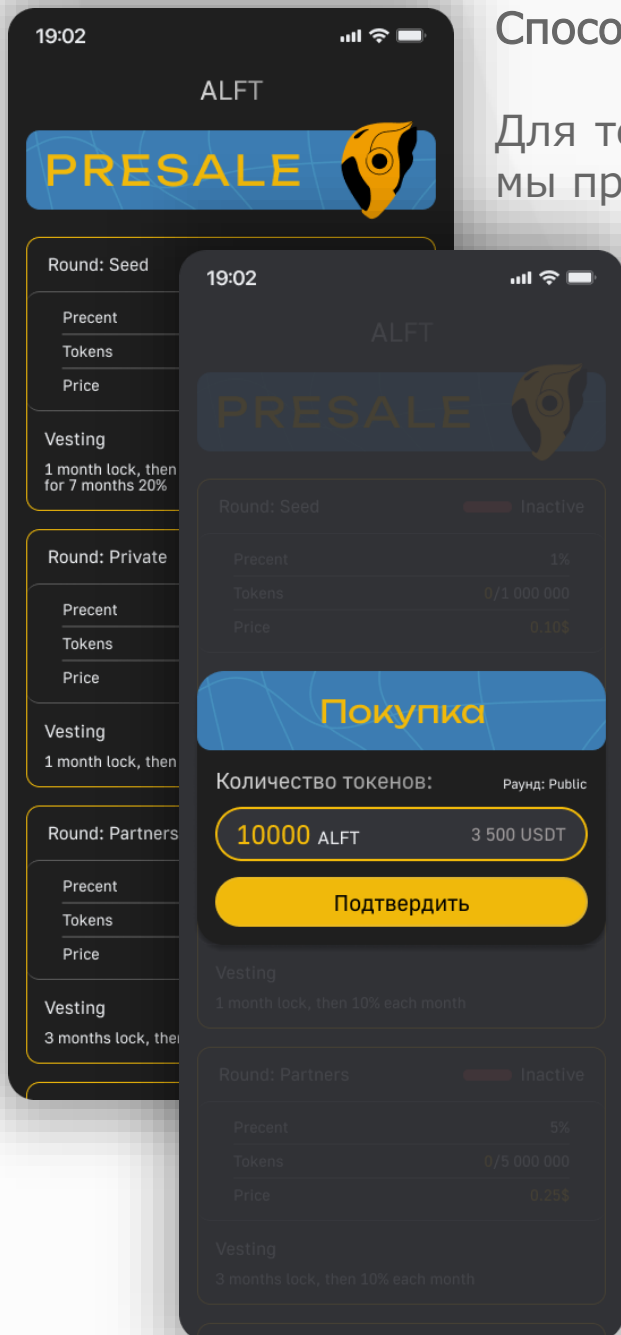 19:02
ALFT
PRESALE
Round: Seed
Precent
Tokens
Price
Vesting
1 month lock, then
for 7 months 20%
Round: Private
Precent
Tokens
Price
Vesting
1 month lock, then
Round: Partners
Precent
Tokens
Price
Vesting
3 months lock,
19:02
ALFT
PRESALE
Round: Seed Inactive
Precent 1%
Tokens 0/1 000 000
Price 0.10$
Покупка
Количество токенов: Раунд: Public
10000 ALFT 3 500 USDT
Подтвердить
Vesting
1 month lock, then 10% each month
Round: Partners Inactive
Precent 5%
Tokens 0/5 000 000
Price 0.25$
Vesting
3 months lock, then 10% each month
Для
мы